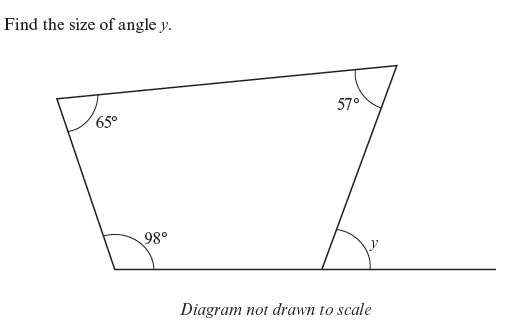 Find the size of angle y.
57°
65°
98°
y
Diagram not drawn to scale